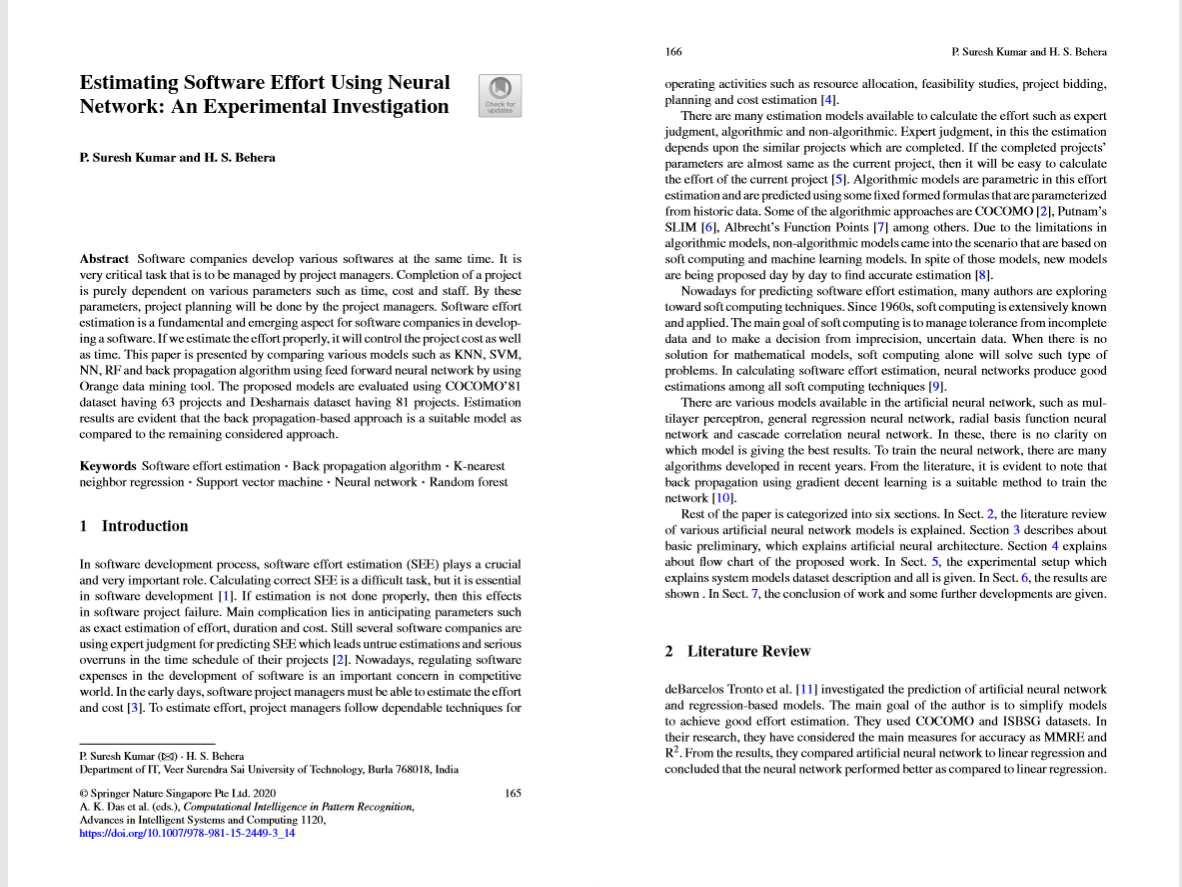 Estimating Software Effort Using Neural
Network: An Experimental Investigation
Check for
updates
P. Suresh Kumar and H. S. Behera
Abstract Software companies develop various softwares at the same time. It is
very critical task that is to be managed by project managers. Completion of a project
is purely dependent on various parameters such as time, cost and staff. By these
parameters, project planning will be done by the project managers. Software effort
estimation is a fundamental and emerging aspect for software companies in develop-
ing a software. If we estimate the effort properly, it will control the project cost as well
as time. This paper is presented by comparing various models such as KNN, SVM,
NN, RF and back propagation algorithm using feed forward neural network by using
Orange data mining tool. The proposed models are evaluated using COCOMO'81
dataset having 63 projects and Desharnais dataset having 81 projects. Estimation
results are evident that the back propagation-based approach is a suitable model as
compared to the remaining considered approach.
Keywords Software effort estimation · Back propagation algorithm · K-nearest
neighbor regression · Support vector machine · Neural network · Random forest
1 Introduction
In software development process, software effort estimation (SEE) plays a crucial
and very important role. Calculating correct SEE is a difficult task, but it is essential
in software development [1]. If estimation is not done properly, then this effects
in software project failure. Main complication lies in anticipating parameters such
as exact estimation of effort, duration and cost. Still several software companies are
using expert judgment for predicting SEE which leads untrue estimations and serious
overruns in the time schedule of their projects [2]. Nowadays, regulating software
expenses in the development of software is an important concern in competitive
world. In the early days, software project managers must be able to estimate the effort
and cost [3]. To estimate effort, project managers follow dependable techniques for
P. Suresh Kumar (✉) · H. S. Behera
Department of IT, Veer Surendra Sai University of Technology, Burla 768018, India
© Springer Nature Singapore Pte Ltd. 2020 165
A. K. Das et al. (eds.), Computational Intelligence in Pattern Recognition,
Advances in Intelligent Systems and Computing 1120,
https://doi.org/10.1007/978-981-15-2449-3_14
166 P. Suresh Kumar and H. S. Behera
operating activities such as resource allocation, feasibility studies, project bidding,
planning and cost estimation [4].
There are many estimation models available to calculate the effort such as expert
judgment, algorithmic and non-algorithmic. Expert judgment, in this the estimation
depends upon the similar projects which are completed. If the completed projects'
parameters are almost same as the current project, then it will be easy to calculate
the effort of the current project [5]. Algorithmic models are parametric in this effort
estimation and are predicted using some fixed formed formulas that are parameterized
from historic data. Some of the algorithmic approaches are COCOMO [2], Putnam's
SLIM [6], Albrecht's Function Points [7] among others. Due to the limitations in
algorithmic models, non-algorithmic models came into the scenario that are based on
soft computing and machine learning models. In spite of those models, new models
are being proposed day by day to find accurate estimation [8].
Nowadays for predicting software effort estimation, many authors are exploring
toward soft computing techniques. Since 1960s, soft computing is extensively known
and applied. The main goal of soft computing is to manage tolerance from incomplete
data and to make a decision from imprecision, uncertain data. When there is no
solution for mathematical models, soft computing alone will solve such type of
problems. In calculating software effort estimation, neural networks produce good
estimations among all soft computing techniques [9].
There are various models available in the artificial neural network, such as mul-
tilayer perceptron, general regression neural network, radial basis function neural
network and cascade correlation neural network. In these, there is no clarity on
which model is giving the best results. To train the neural network, there are many
algorithms developed in recent years. From the literature, it is evident to note that
back propagation using gradient decent learning is a suitable method to train the
network [10].
Rest of the paper is categorized into six sections. In Sect. 2, the literature review
of various artificial neural network models is explained. Section 3 describes about
basic preliminary, which explains artificial neural architecture. Section 4 explains
about flow chart of the proposed work. In Sect. 5, the experimental setup which
explains system models dataset description and all is given. In Sect. 6, the results are
shown . In Sect. 7, the conclusion of work and some further developments are given.
2 Literature Review
deBarcelos Tronto et al. [11] investigated the prediction of artificial neural network
and regression-based models. The main goal of the author is to simplify models
to achieve good effort estimation. They used COCOMO and ISBSG datasets. In
their research, they have considered the main measures for accuracy as MMRE and
R². From the results, they compared artificial neural network to linear regression and
concluded that the neural network performed better as compared to linear regression.